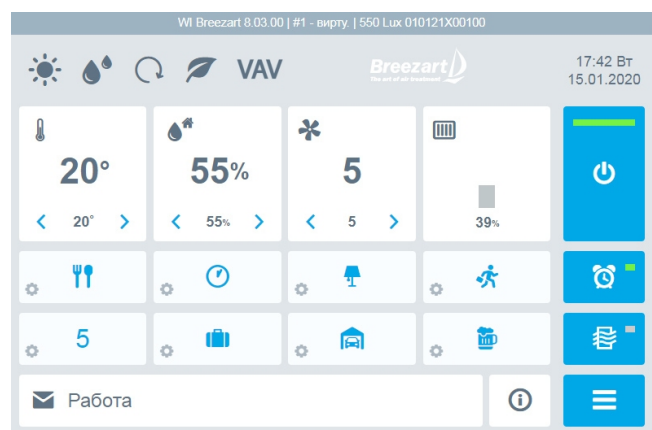 WI Breezart 8.03.00 | #1 - вирту. | 550 Lux 010121X00100
VAV
Breezart
The art of air treatment
17:42 Вт
15.01.2020
20°
55%
5
20°
55%
5
39%
5
Работа